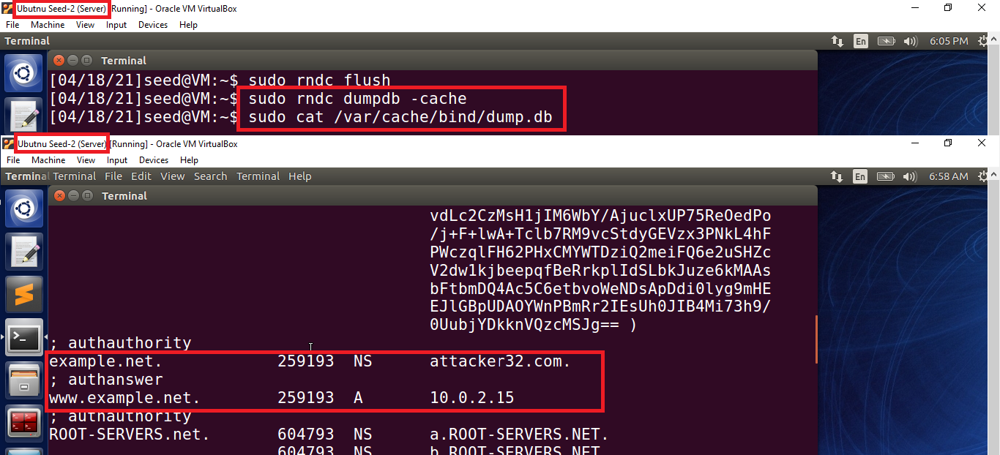 Ubutnu Seed-2 (Server) [Running] - Oracle VM VirtualBox
File Machine View Input Devices Help
Terminal En 6:05 PM
Terminal
[04/18/21]seed@VM:~$ sudo rndc flush
[04/18/21]seed@VM:~$ sudo rndc dumpdb -cache
[04/18/21]seed@VM:~$ sudo cat /var/cache/bind/dump.db
Ubutnu Seed-2 (Server) [Running] - Oracle VM VirtualBox
File Machine View Input Devices Help
Terminal Terminal File Edit View Search Terminal Help En 6:58 AM
Terminal
vdLc2CzMsH1jIM6WbY/AjuclxUP75ReOedPo
/j+F+lwA+Tclb7RM9vcStdyGEVzx3PNkL4hF
PWczqlFH62PHxCMYWTDziQ2meiFQ6e2uSHZc
V2dw1kjbeepqfBeRrkplIdSLbkJuze6kMAAs
bFtbmDQ4Ac5C6etbvoWeNDsApDdi0lyg9mHE
EJlGBpUDAOYWnPBmRr2IEsUh0JIB4Mi73h9/
0UubjYDkknVQzcMSJg== )
; authauthority
example.net. 259193 NS attacker32.com.
; authanswer
www.example.net. 259193 A 10.0.2.15
; authauthority
ROOT-SERVERS.net. 604793 NS a.ROOT-SERVERS.NET.
604793 NS b.ROOT-SERVERS.NET.